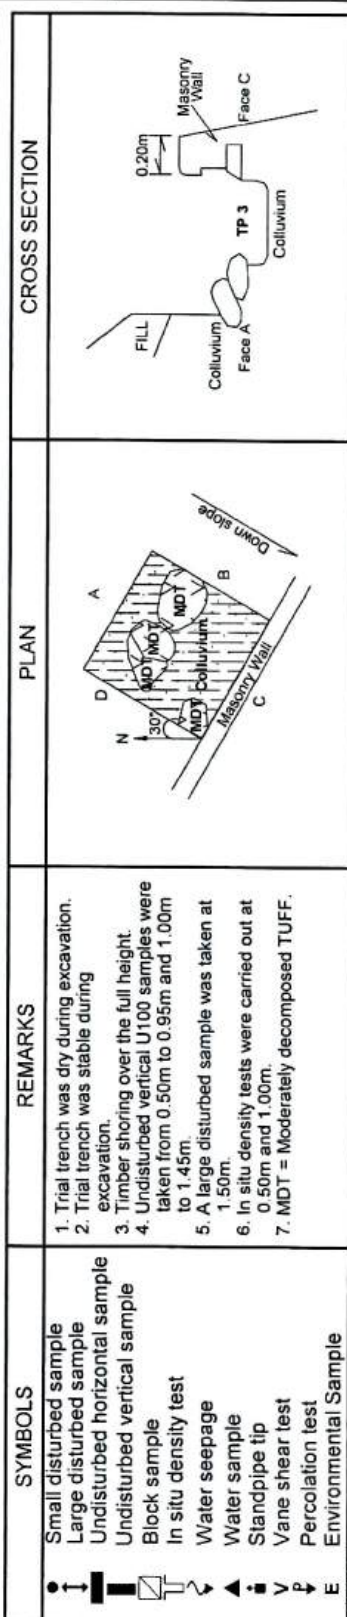 SYMBOLS
Small disturbed sample
Large disturbed sample
Undisturbed horizontal sample
Undisturbed vertical sample
Block sample
In situ density test
Water seepage
Water sample
Standpipe tip
V Vane shear test
P Percolation test
E Environmental Sample
REMARKS
1. Trial trench was dry during excavation.
2. Trial trench was stable during
excavation.
3. Timber shoring over the full height.
4. Undisturbed vertical U100 samples were
taken from 0.50m to 0.95m and 1.00m
to 1.45m.
5. A large disturbed sample was taken at
1.50m.
6. In situ density tests were carried out at
0.50m and 1.00m.
7. MDT = Moderately decomposed TUFF.
PLAN
N
30°
D
A
MDT
MDT
MDT
MDT
Colluvium
B
Masonry Wall
C
Down slope
CROSS SECTION
0.20m
Masonry
Wall
FILL
Colluvium
Face A
TP 3
Colluvium
Face C